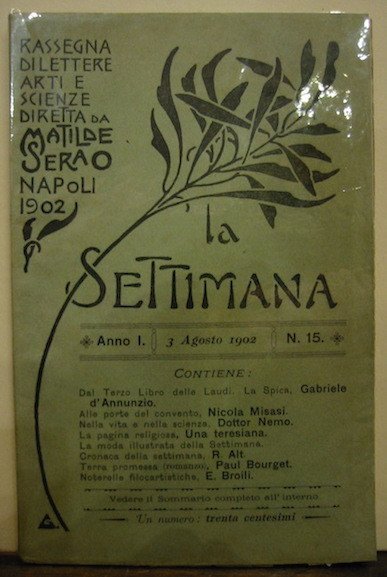 RASSEGNA
DI LETTERE
ARTI E
SCIENZE
DIRETTA DA
MATILDE
SERAO
NAPOLI
1902
la
SETTIMANA
Anno I. 3 Agosto 1902 N. 15.
CONTIENE:
Dal Terzo Libro delle Laudi. La Spica, Gabriele
d'Annunzio.
Alle porte del convento, Nicola Misasi.
Nella vita e nella scienza, Dottor Nemo.
La pagina religiosa, Una teresiana.
La moda illustrata della Settimana.
Cronaca della settimana, R. Alt.
Terra promessa (romanzo), Paul Bourget.
Noterelle filocartistiche, E. Broili.
Vedere il Sommario completo all'interno
Un numero: trenta centesimi